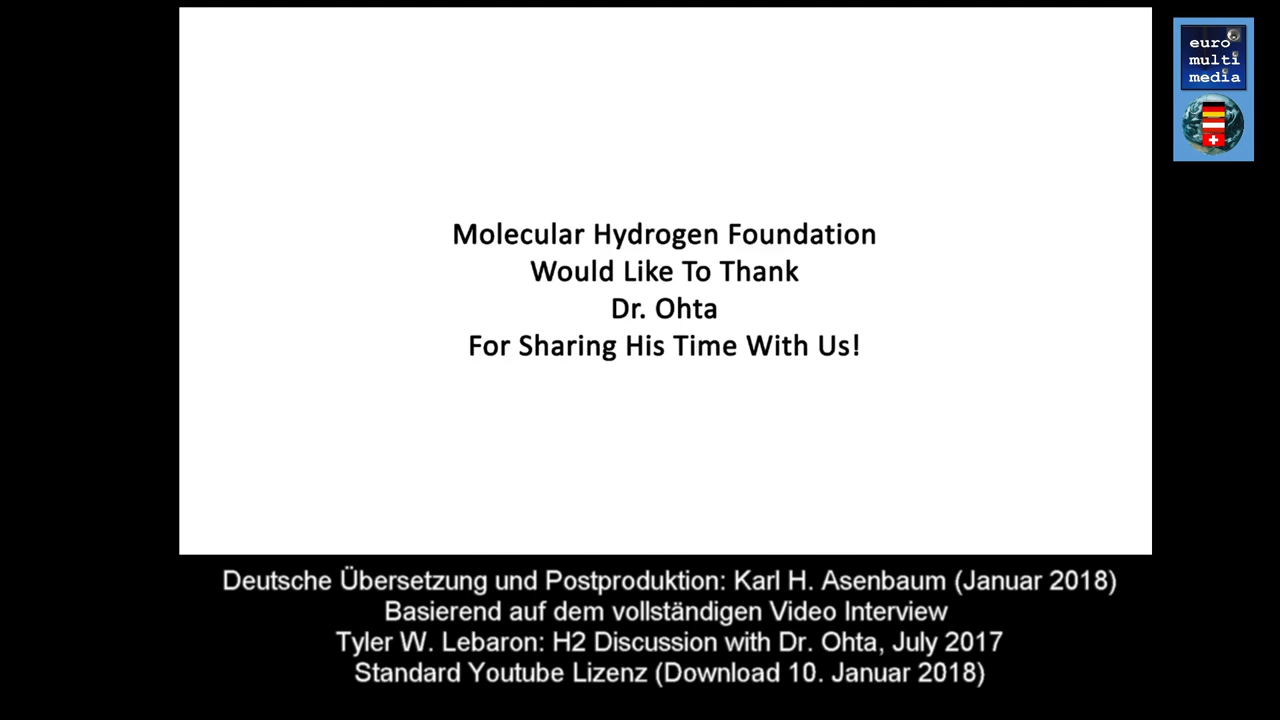 euro
multi
media
Molecular Hydrogen Foundation
Would Like To Thank
Dr. Ohta
For Sharing His Time With Us!
Deutsche Übersetzung und Postproduktion: Karl H. Asenbaum (Januar 2018)
Basierend auf dem vollständigen Video Interview
Tyler W. Lebaron: H2 Discussion with Dr. Ohta, July 2017
Standard Youtube Lizenz (Download 10. Januar 2018)